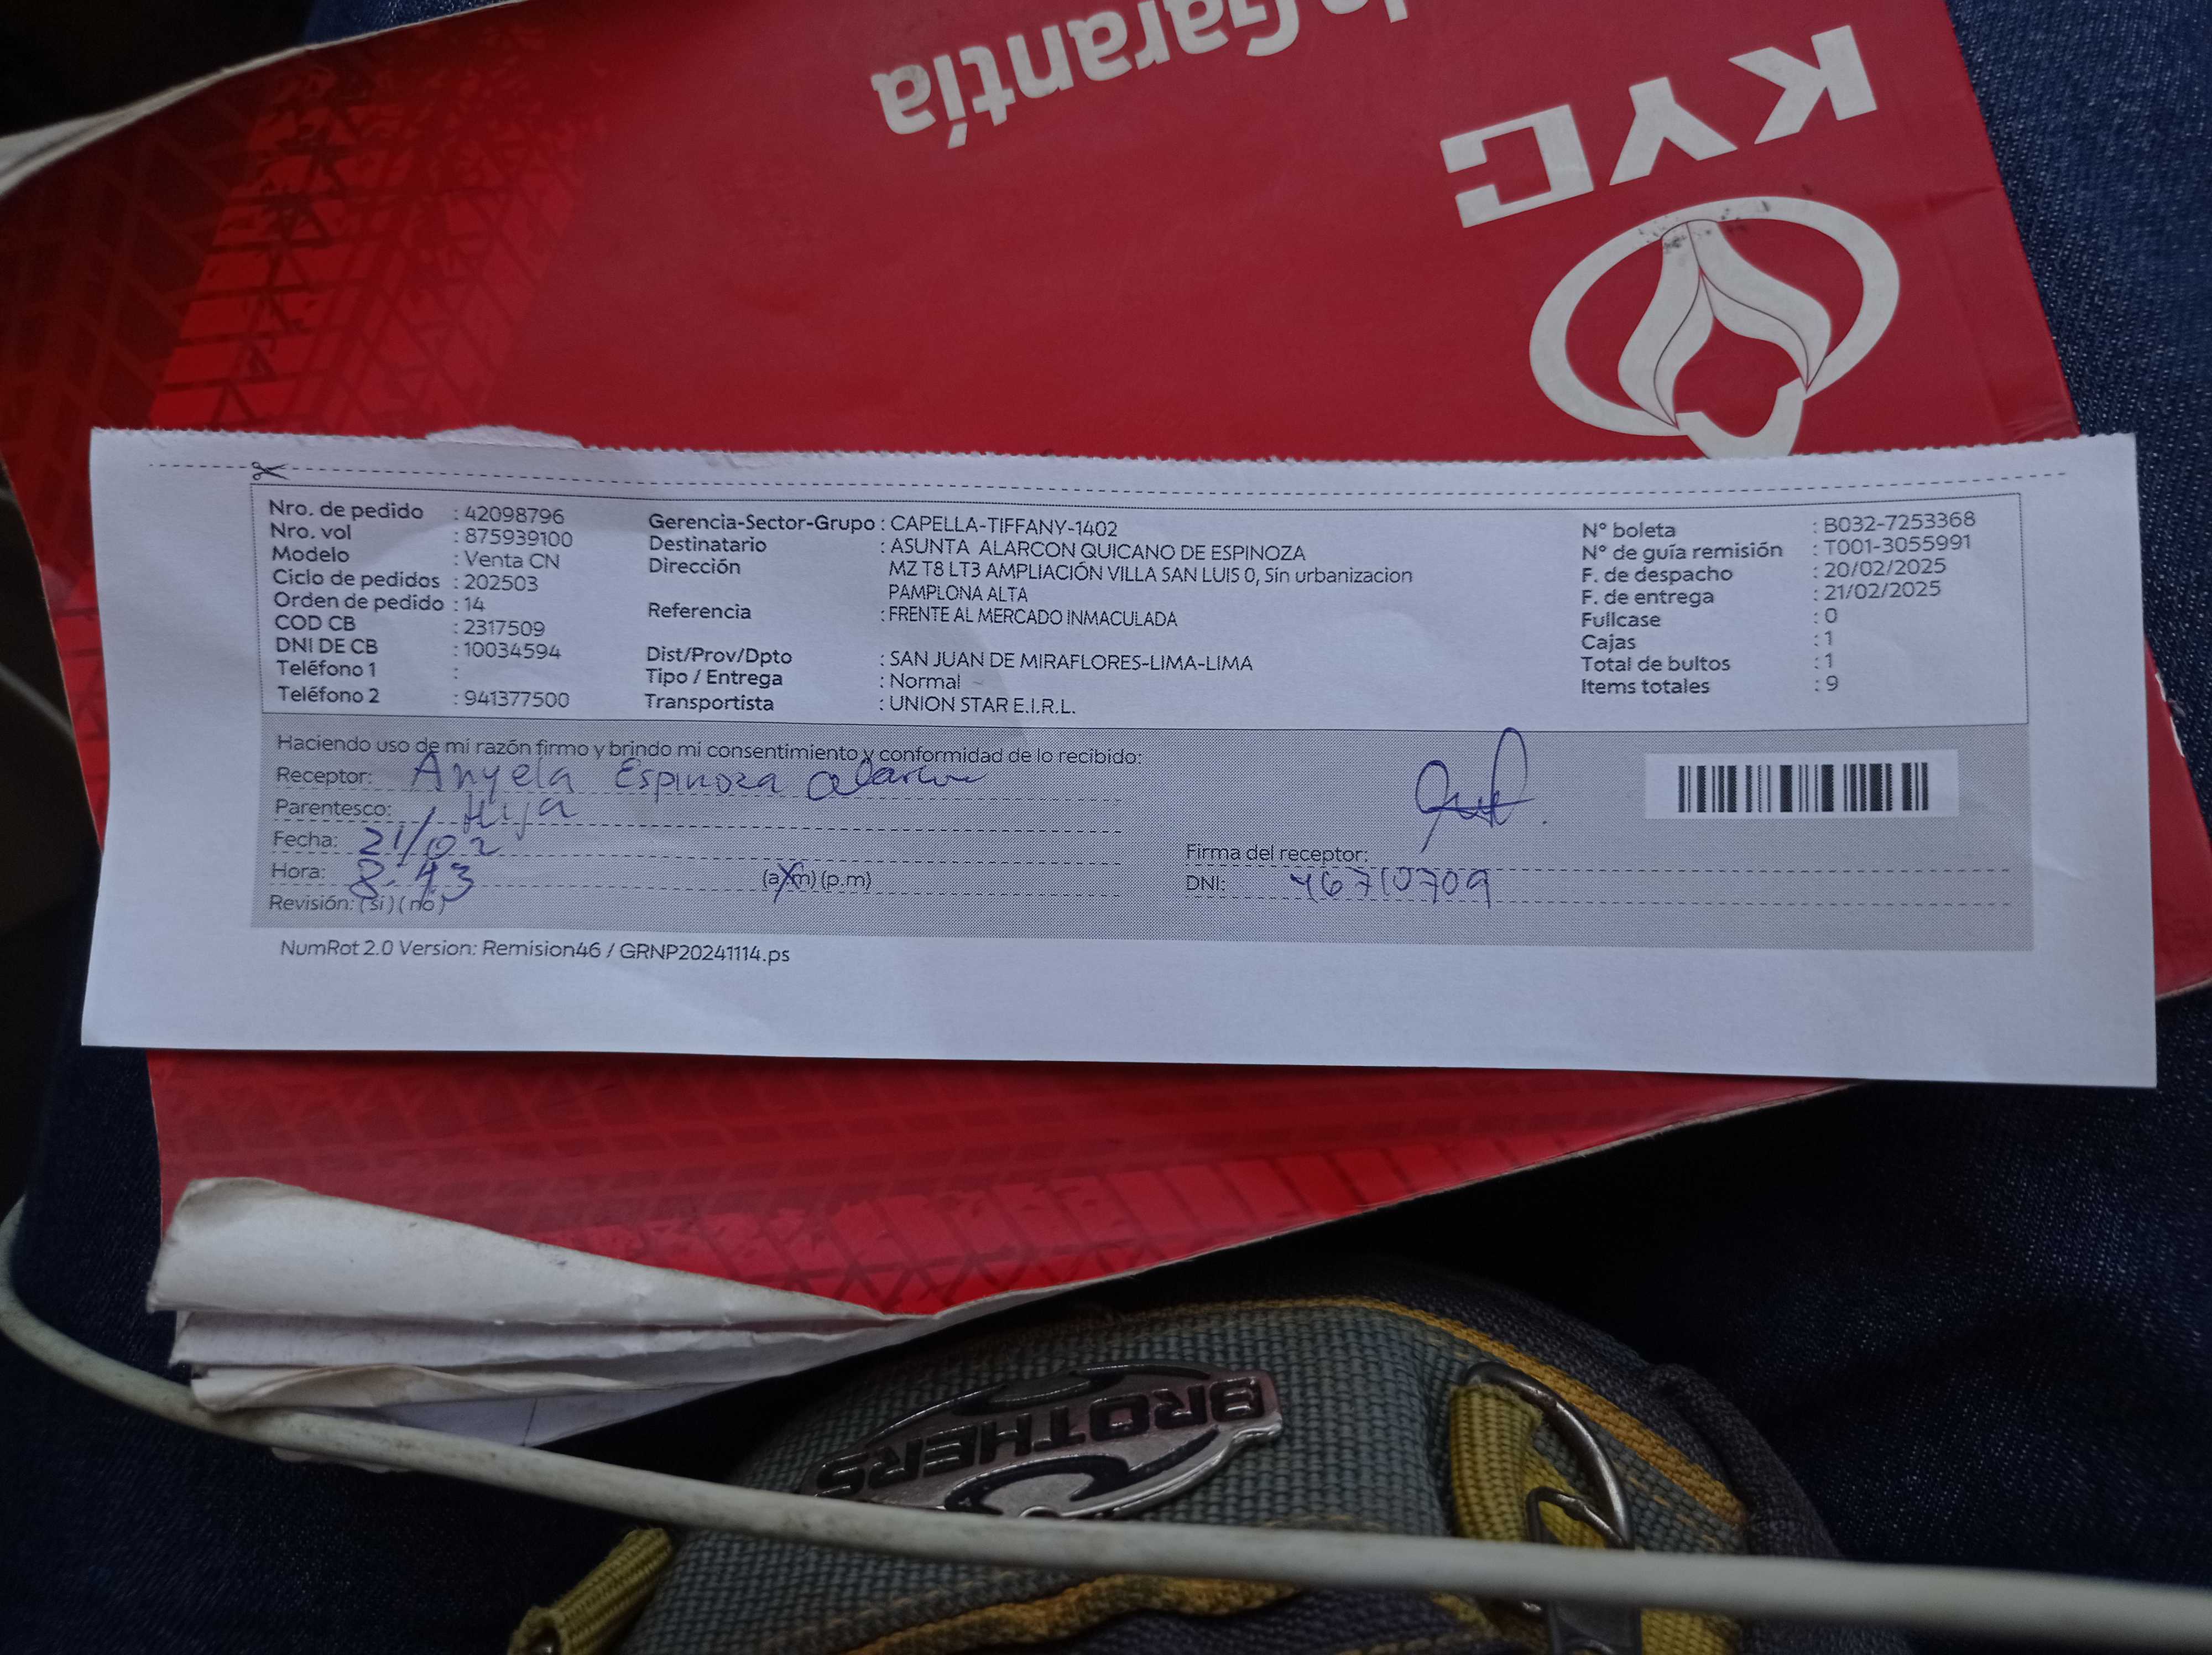 de Garantía
KYC
Nro. de pedido : 42098796
Nro. vol : 875939100
Modelo : Venta CN
Ciclo de pedidos : 202503
Orden de pedido : 14
COD CB : 2317509
DNI DE CB : 10034594
Teléfono 1 :
Teléfono 2 : 941377500
Gerencia-Sector-Grupo : CAPELLA-TIFFANY-1402
Destinatario : ASUNTA ALARCON QUICANO DE ESPINOZA
Dirección MZ T8 LT3 AMPLIACIÓN VILLA SAN LUIS 0, Sin urbanizacion
PAMPLONA ALTA
Referencia : FRENTE AL MERCADO INMACULADA
Dist/Prov/Dpto : SAN JUAN DE MIRAFLORES-LIMA-LIMA
Tipo / Entrega : Normal
Transportista : UNION STAR E.I.R.L.
N° boleta : B032-7253368
N° de guía remisión : T001-3055991
F. de despacho : 20/02/2025
F. de entrega : 21/02/2025
Fullcase : 0
Cajas : 1
Total de bultos : 1
Items totales : 9
Haciendo uso de mi razón firmo y brindo mi consentimiento y conformidad de lo recibido:
Receptor: Anyela Espinoza Alarcon
Parentesco: Hija
Fecha: 21/02
Hora: 8:43 (a.m) (p.m)
Revisión: (si) (no)
Firma del receptor:
DNI: 46710709
NumRot 2.0 Version: Remision46 / GRNP20241114.ps
BROTHERS